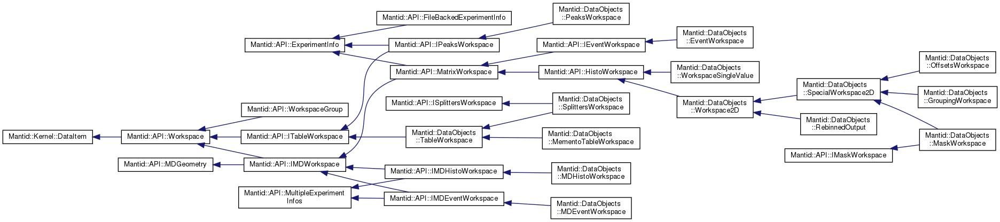 Mantid::Kernel::DataItem
Mantid::API::Workspace
Mantid::API::MDGeometry
Mantid::API::ExperimentInfo
Mantid::API::WorkspaceGroup
Mantid::API::ITableWorkspace
Mantid::API::IMDWorkspace
Mantid::API::MultipleExperiment
Infos
Mantid::API::FileBackedExperimentInfo
Mantid::API::IPeaksWorkspace
Mantid::API::MatrixWorkspace
Mantid::API::ISplittersWorkspace
Mantid::DataObjects
::TableWorkspace
Mantid::API::IMDHistoWorkspace
Mantid::API::IMDEventWorkspace
Mantid::DataObjects
::PeaksWorkspace
Mantid::API::IEventWorkspace
Mantid::API::HistoWorkspace
Mantid::DataObjects
::SplittersWorkspace
Mantid::DataObjects
::MementoTableWorkspace
Mantid::DataObjects
::MDHistoWorkspace
Mantid::DataObjects
::MDEventWorkspace
Mantid::DataObjects
::EventWorkspace
Mantid::DataObjects
::WorkspaceSingleValue
Mantid::DataObjects
::Workspace2D
Mantid::DataObjects
::SpecialWorkspace2D
Mantid::DataObjects
::RebinnedOutput
Mantid::API::IMaskWorkspace
Mantid::DataObjects
::OffsetsWorkspace
Mantid::DataObjects
::GroupingWorkspace
Mantid::DataObjects
::MaskWorkspace